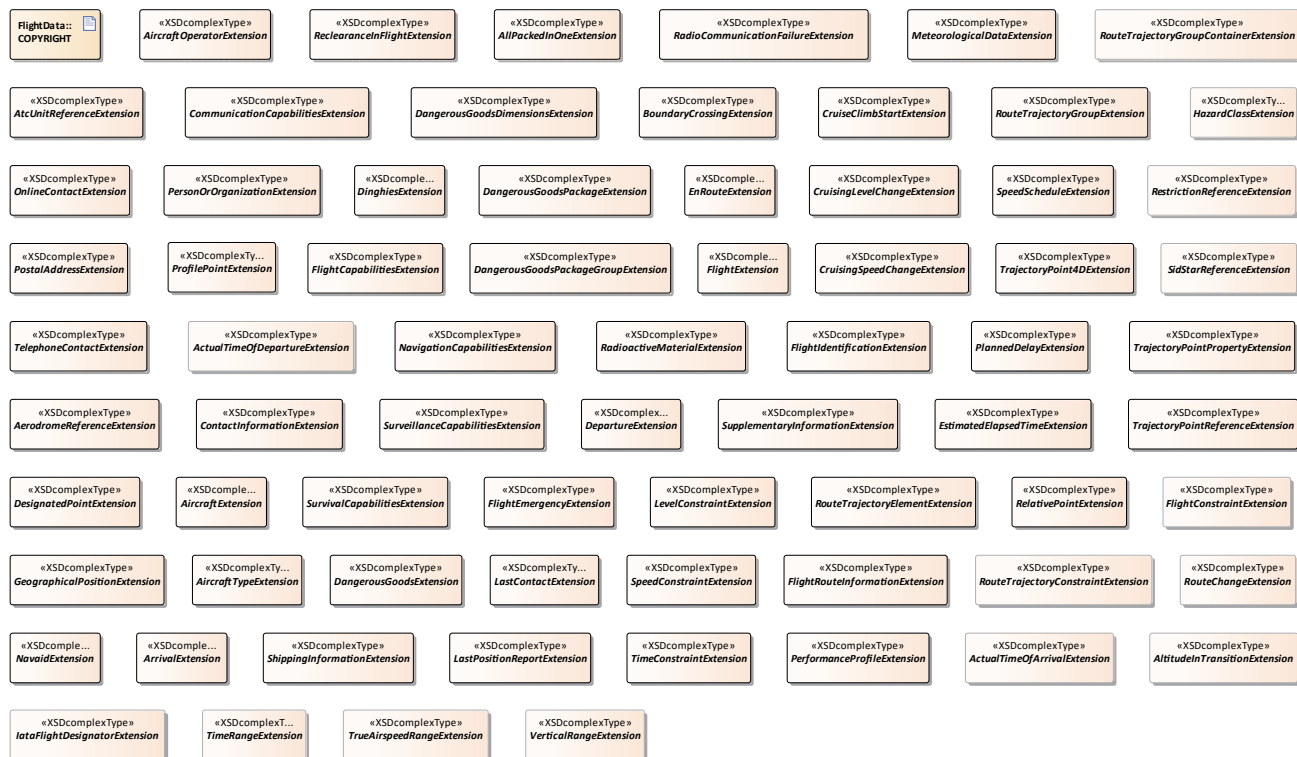 FlightData::
COPYRIGHT
«XSDcomplexType»
AircraftOperatorExtension
«XSDcomplexType»
ReclearanceInFlightExtension
«XSDcomplexType»
AllPackedInOneExtension
«XSDcomplexType»
RadioCommunicationFailureExtension
«XSDcomplexType»
MeteorologicalDataExtension
«XSDcomplexType»
RouteTrajectoryGroupContainerExtension
«XSDcomplexType»
AtcUnitReferenceExtension
«XSDcomplexType»
CommunicationCapabilitiesExtension
«XSDcomplexType»
DangerousGoodsDimensionsExtension
«XSDcomplexType»
BoundaryCrossingExtension
«XSDcomplexType»
CruiseClimbStartExtension
«XSDcomplexType»
RouteTrajectoryGroupExtension
«XSDcomplexTy...
HazardClassExtension
«XSDcomplexType»
OnlineContactExtension
«XSDcomplexType»
PersonOrOrganizationExtension
«XSDcomple...
DinghiesExtension
«XSDcomplexType»
DangerousGoodsPackageExtension
«XSDcomple...
EnRouteExtension
«XSDcomplexType»
CruisingLevelChangeExtension
«XSDcomplexType»
SpeedScheduleExtension
«XSDcomplexType»
RestrictionReferenceExtension
«XSDcomplexType»
PostalAddressExtension
«XSDcomplexTy...
ProfilePointExtension
«XSDcomplexType»
FlightCapabilitiesExtension
«XSDcomplexType»
DangerousGoodsPackageGroupExtension
«XSDcomple...
FlightExtension
«XSDcomplexType»
CruisingSpeedChangeExtension
«XSDcomplexType»
TrajectoryPoint4DExtension
«XSDcomplexType»
SidStarReferenceExtension
«XSDcomplexType»
TelephoneContactExtension
«XSDcomplexType»
ActualTimeOfDepartureExtension
«XSDcomplexType»
NavigationCapabilitiesExtension
«XSDcomplexType»
RadioactiveMaterialExtension
«XSDcomplexType»
FlightIdentificationExtension
«XSDcomplexType»
PlannedDelayExtension
«XSDcomplexType»
TrajectoryPointPropertyExtension
«XSDcomplexType»
AerodromeReferenceExtension
«XSDcomplexType»
ContactInformationExtension
«XSDcomplexType»
SurveillanceCapabilitiesExtension
«XSDcomplex...
DepartureExtension
«XSDcomplexType»
SupplementaryInformationExtension
«XSDcomplexType»
EstimatedElapsedTimeExtension
«XSDcomplexType»
TrajectoryPointReferenceExtension
«XSDcomplexType»
DesignatedPointExtension
«XSDcomple...
AircraftExtension
«XSDcomplexType»
SurvivalCapabilitiesExtension
«XSDcomplexType»
FlightEmergencyExtension
«XSDcomplexType»
LevelConstraintExtension
«XSDcomplexType»
RouteTrajectoryElementExtension
«XSDcomplexType»
RelativePointExtension
«XSDcomplexType»
FlightConstraintExtension
«XSDcomplexType»
GeographicalPositionExtension
«XSDcomplexTy...
AircraftTypeExtension
«XSDcomplexType»
DangerousGoodsExtension
«XSDcomplexTy...
LastContactExtension
«XSDcomplexType»
SpeedConstraintExtension
«XSDcomplexType»
FlightRouteInformationExtension
«XSDcomplexType»
RouteTrajectoryConstraintExtension
«XSDcomplexType»
RouteChangeExtension
«XSDcomple...
NavaidExtension
«XSDcomple...
ArrivalExtension
«XSDcomplexType»
ShippingInformationExtension
«XSDcomplexType»
LastPositionReportExtension
«XSDcomplexType»
TimeConstraintExtension
«XSDcomplexType»
PerformanceProfileExtension
«XSDcomplexType»
ActualTimeOfArrivalExtension
«XSDcomplexType»
AltitudeInTransitionExtension
«XSDcomplexType»
IataFlightDesignatorExtension
«XSDcomplexT...
TimeRangeExtension
«XSDcomplexType»
TrueAirspeedRangeExtension
«XSDcomplexType»
VerticalRangeExtension